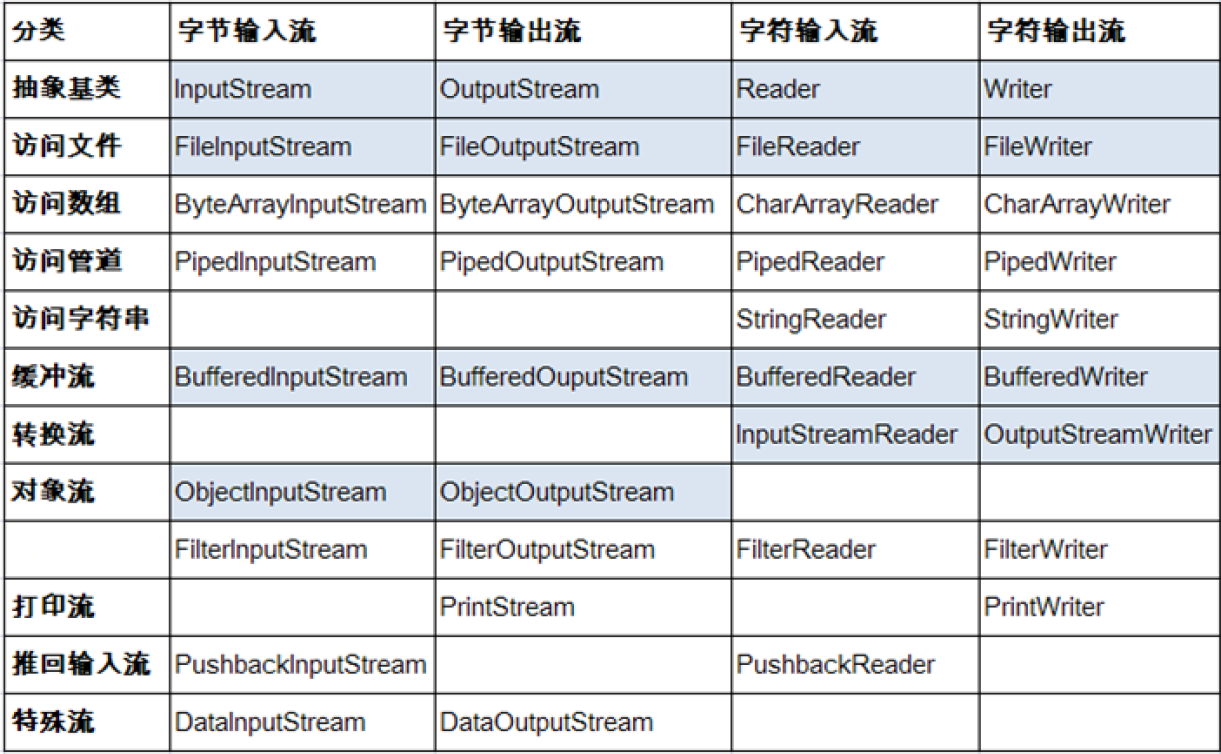 分类 字节输入流 字节输出流 字符输入流 字符输出流
抽象基类 InputStream OutputStream Reader Writer
访问文件 FileInputStream FileOutputStream FileReader FileWriter
访问数组 ByteArrayInputStream ByteArrayOutputStream CharArrayReader CharArrayWriter
访问管道 PipedInputStream PipedOutputStream PipedReader PipedWriter
访问字符串 StringReader StringWriter
缓冲流 BufferedInputStream BufferedOuputStream BufferedReader BufferedWriter
转换流 InputStreamReader OutputStreamWriter
对象流 ObjectInputStream ObjectOutputStream
FilterInputStream FilterOutputStream FilterReader FilterWriter
打印流 PrintStream PrintWriter
推回输入流 PushbackInputStream PushbackReader
特殊流 DataInputStream DataOutputStream